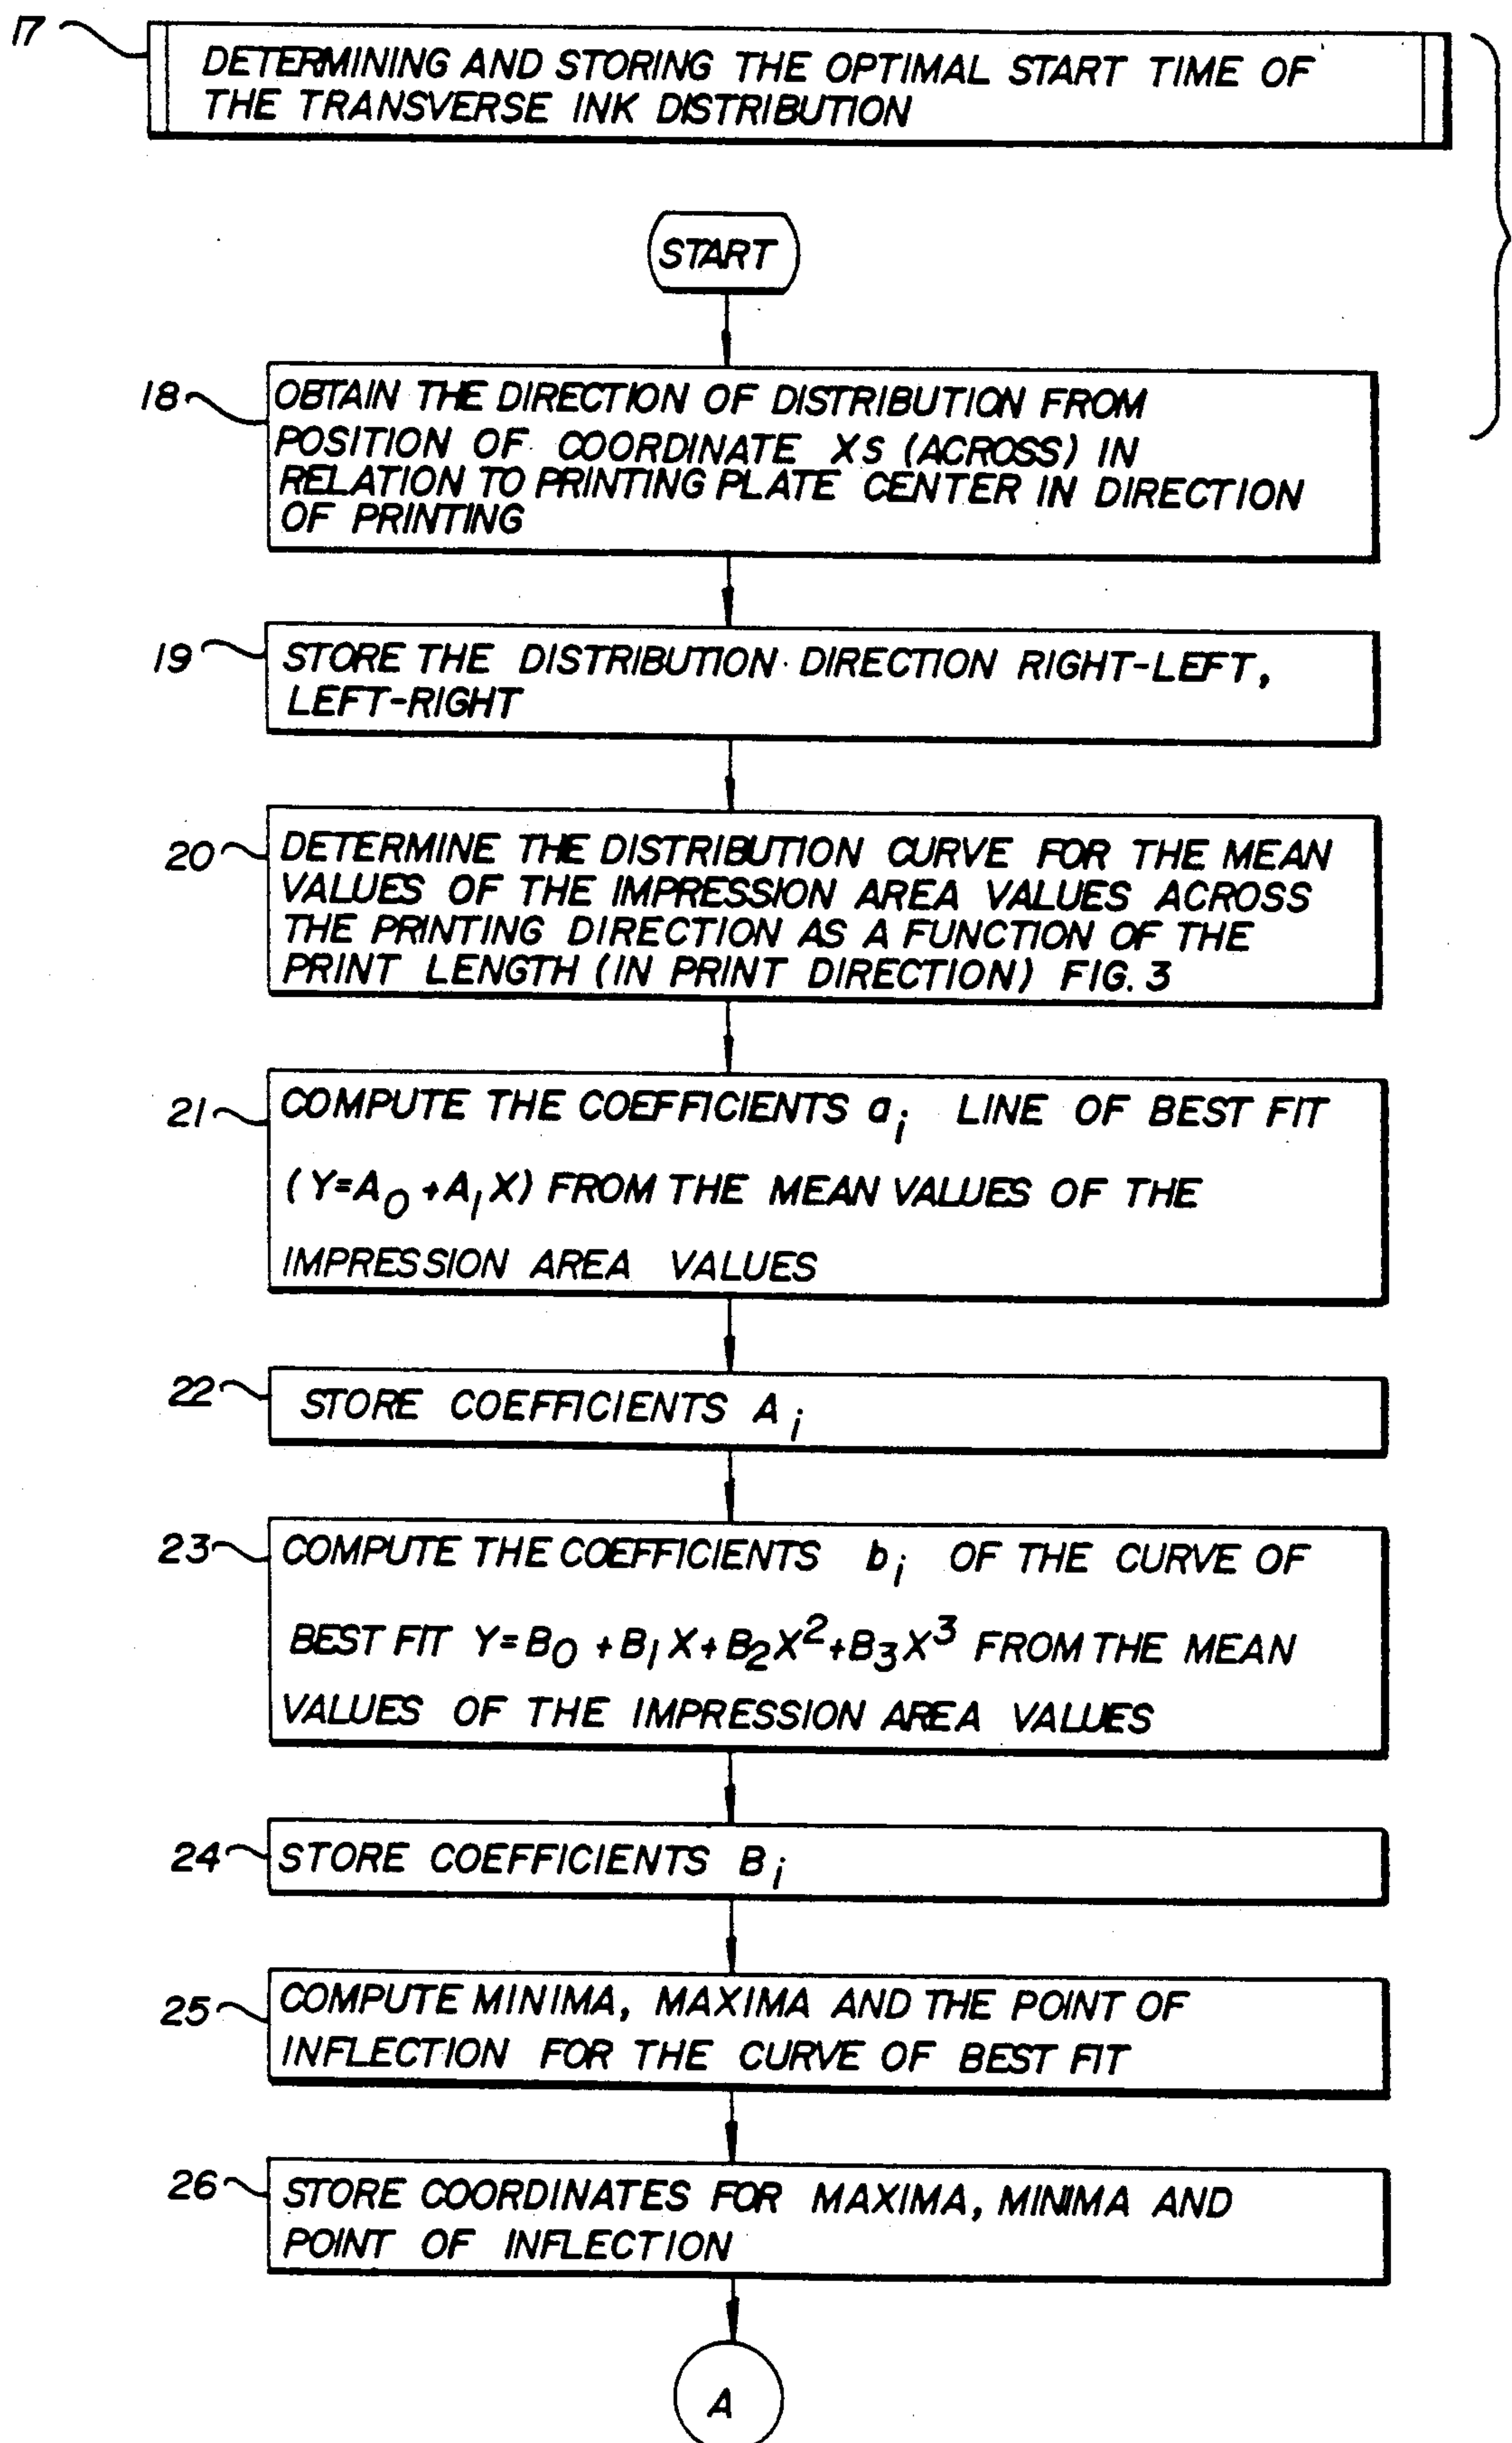 17
DETERMINING AND STORING THE OPTIMAL START TIME OF
THE TRANSVERSE INK DISTRIBUTION
START
18
OBTAIN THE DIRECTION OF DISTRIBUTION FROM
POSITION OF COORDINATE XS (ACROSS) IN
RELATION TO PRINTING PLATE CENTER IN DIRECTION
OF PRINTING
19
STORE THE DISTRIBUTION DIRECTION RIGHT-LEFT,
LEFT-RIGHT
20
DETERMINE THE DISTRIBUTION CURVE FOR THE MEAN
VALUES OF THE IMPRESSION AREA VALUES ACROSS
THE PRINTING DIRECTION AS A FUNCTION OF THE
PRINT LENGTH (IN PRINT DIRECTION) FIG. 3
21
COMPUTE THE COEFFICIENTS aᵢ LINE OF BEST FIT
(Y=A₀+A₁X) FROM THE MEAN VALUES OF THE
IMPRESSION AREA VALUES
22
STORE COEFFICIENTS Aᵢ
23
COMPUTE THE COEFFICIENTS bᵢ OF THE CURVE OF
BEST FIT Y=B₀+B₁X+B₂X²+B₃X³ FROM THE MEAN
VALUES OF THE IMPRESSION AREA VALUES
24
STORE COEFFICIENTS Bᵢ
25
COMPUTE MINIMA, MAXIMA AND THE POINT OF
INFLECTION FOR THE CURVE OF BEST FIT
26
STORE COORDINATES FOR MAXIMA, MINIMA AND
POINT OF INFLECTION
A